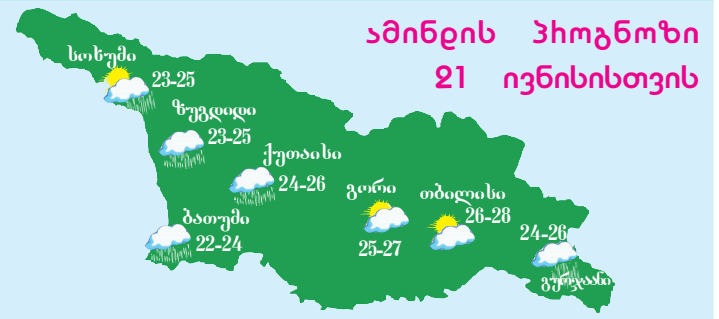 ამინდის პროგნოზი
21 ივნისისთვის
სოხუმი
23-25
ზუგდიდი
23-25
ქუთაისი
24-26
გორი
25-27
თბილისი
26-28
ბათუმი
22-24
24-26
გურჯაანი